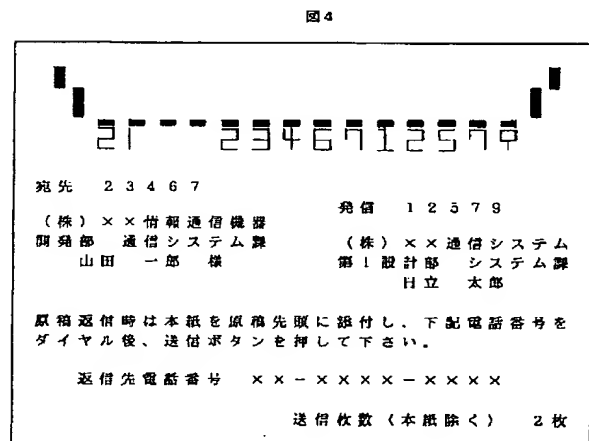 図4
21--2346712579
宛先 23467
発信 12579
(株)××情報通信機器
開発部 通信システム課
山田 一郎 様
(株)××通信システム
第1設計部 システム課
日立 太郎
原稿返信時は本紙を原稿先頭に添付し、下記電話番号を
ダイヤル後、送信ボタンを押して下さい。
返信先電話番号 ××-××××-××××
送信枚数(本紙除く) 2枚